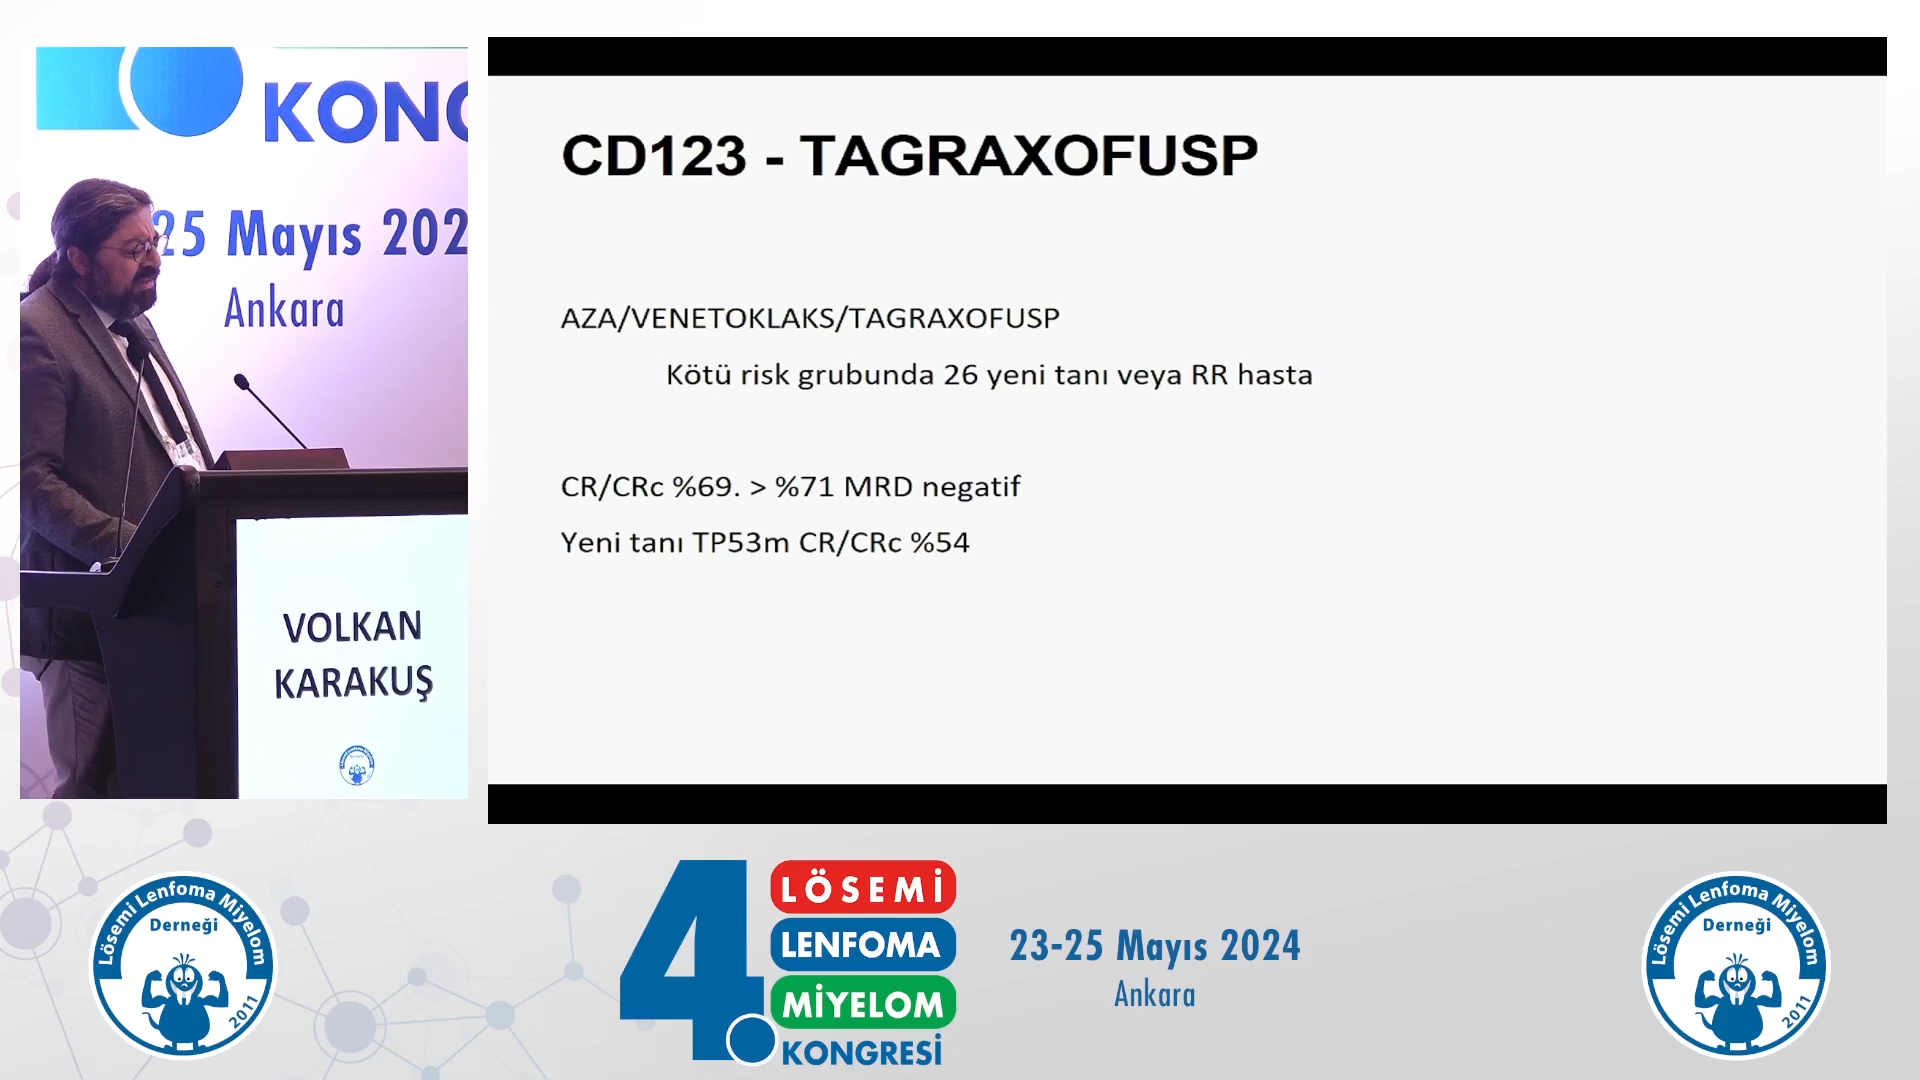 KONG
25 Mayıs 202
Ankara
VOLKAN
KARAKUŞ
CD123 - TAGRAXOFUSP
AZA/VENETOKLAKS/TAGRAXOFUSP
Kötü risk grubunda 26 yeni tanı veya RR hasta
CR/CRc %69. > %71 MRD negatif
Yeni tanı TP53m CR/CRc %54
Lösemi Lenfoma Miyelom
Derneği
2011
4.
LÖSEMİ
LENFOMA
MİYELOM
KONGRESİ
23-25 Mayıs 2024
Ankara
Lösemi Lenfoma Miyelom
Derneği
2011